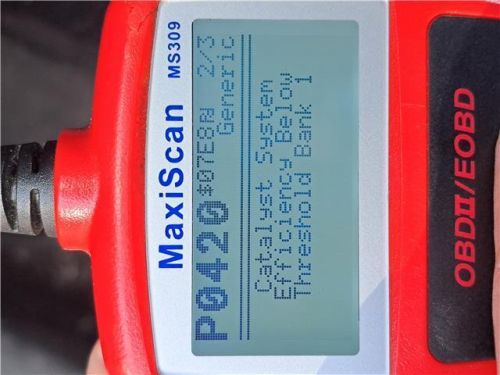 MaxiScan MS309
P0420 $07E8 2/3
Generic
Catalyst System
Efficiency Below
Threshold Bank 1
OBDII/EOBD